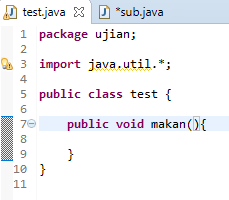 test.java *sub.java
1 package ujian;
2
3 import java.util.*;
4
5 public class test {
6
7 public void makan(){
8
9 }
10 }
11